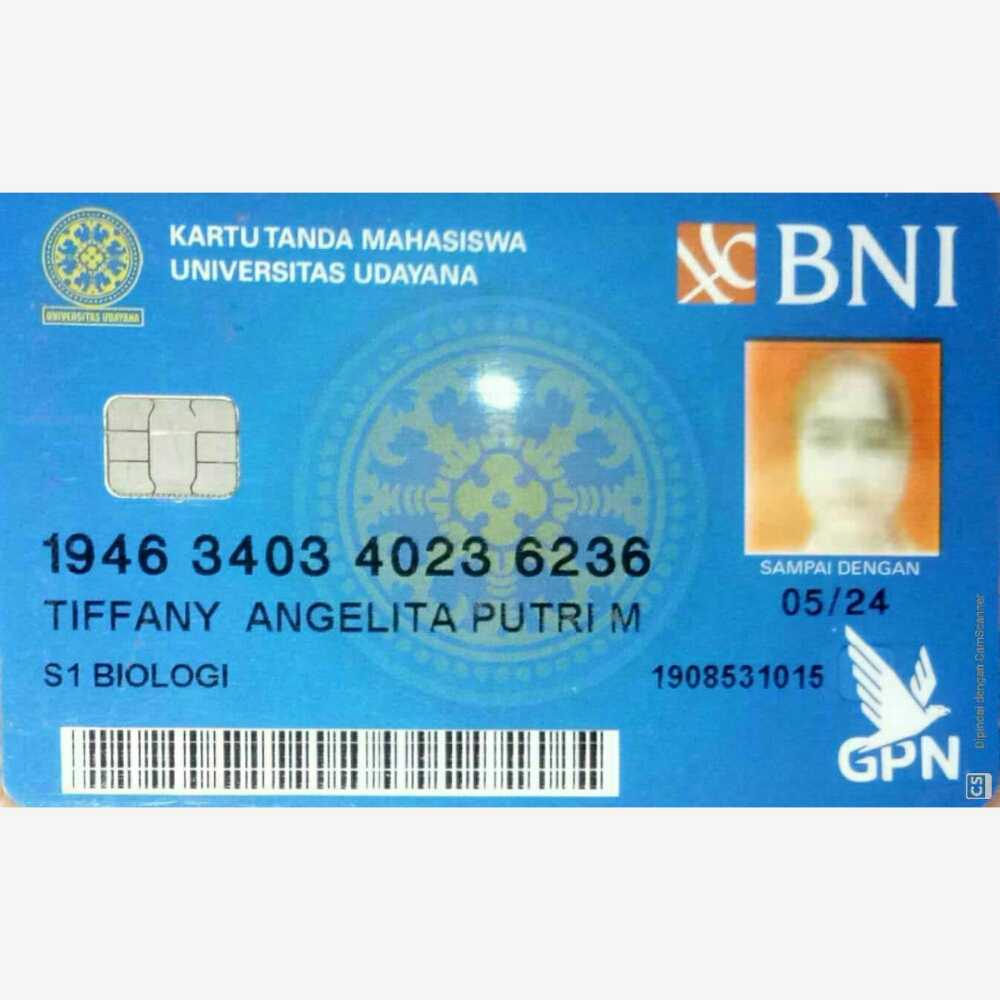 KARTU TANDA MAHASISWA
UNIVERSITAS UDAYANA
UNIVERSITAS UDAYANA
BNI
1946 3403 4023 6236
SAMPAI DENGAN
05/24
TIFFANY ANGELITA PUTRI M
S1 BIOLOGI
1908531015
GPN
Dipindai dengan CamScanner
CS